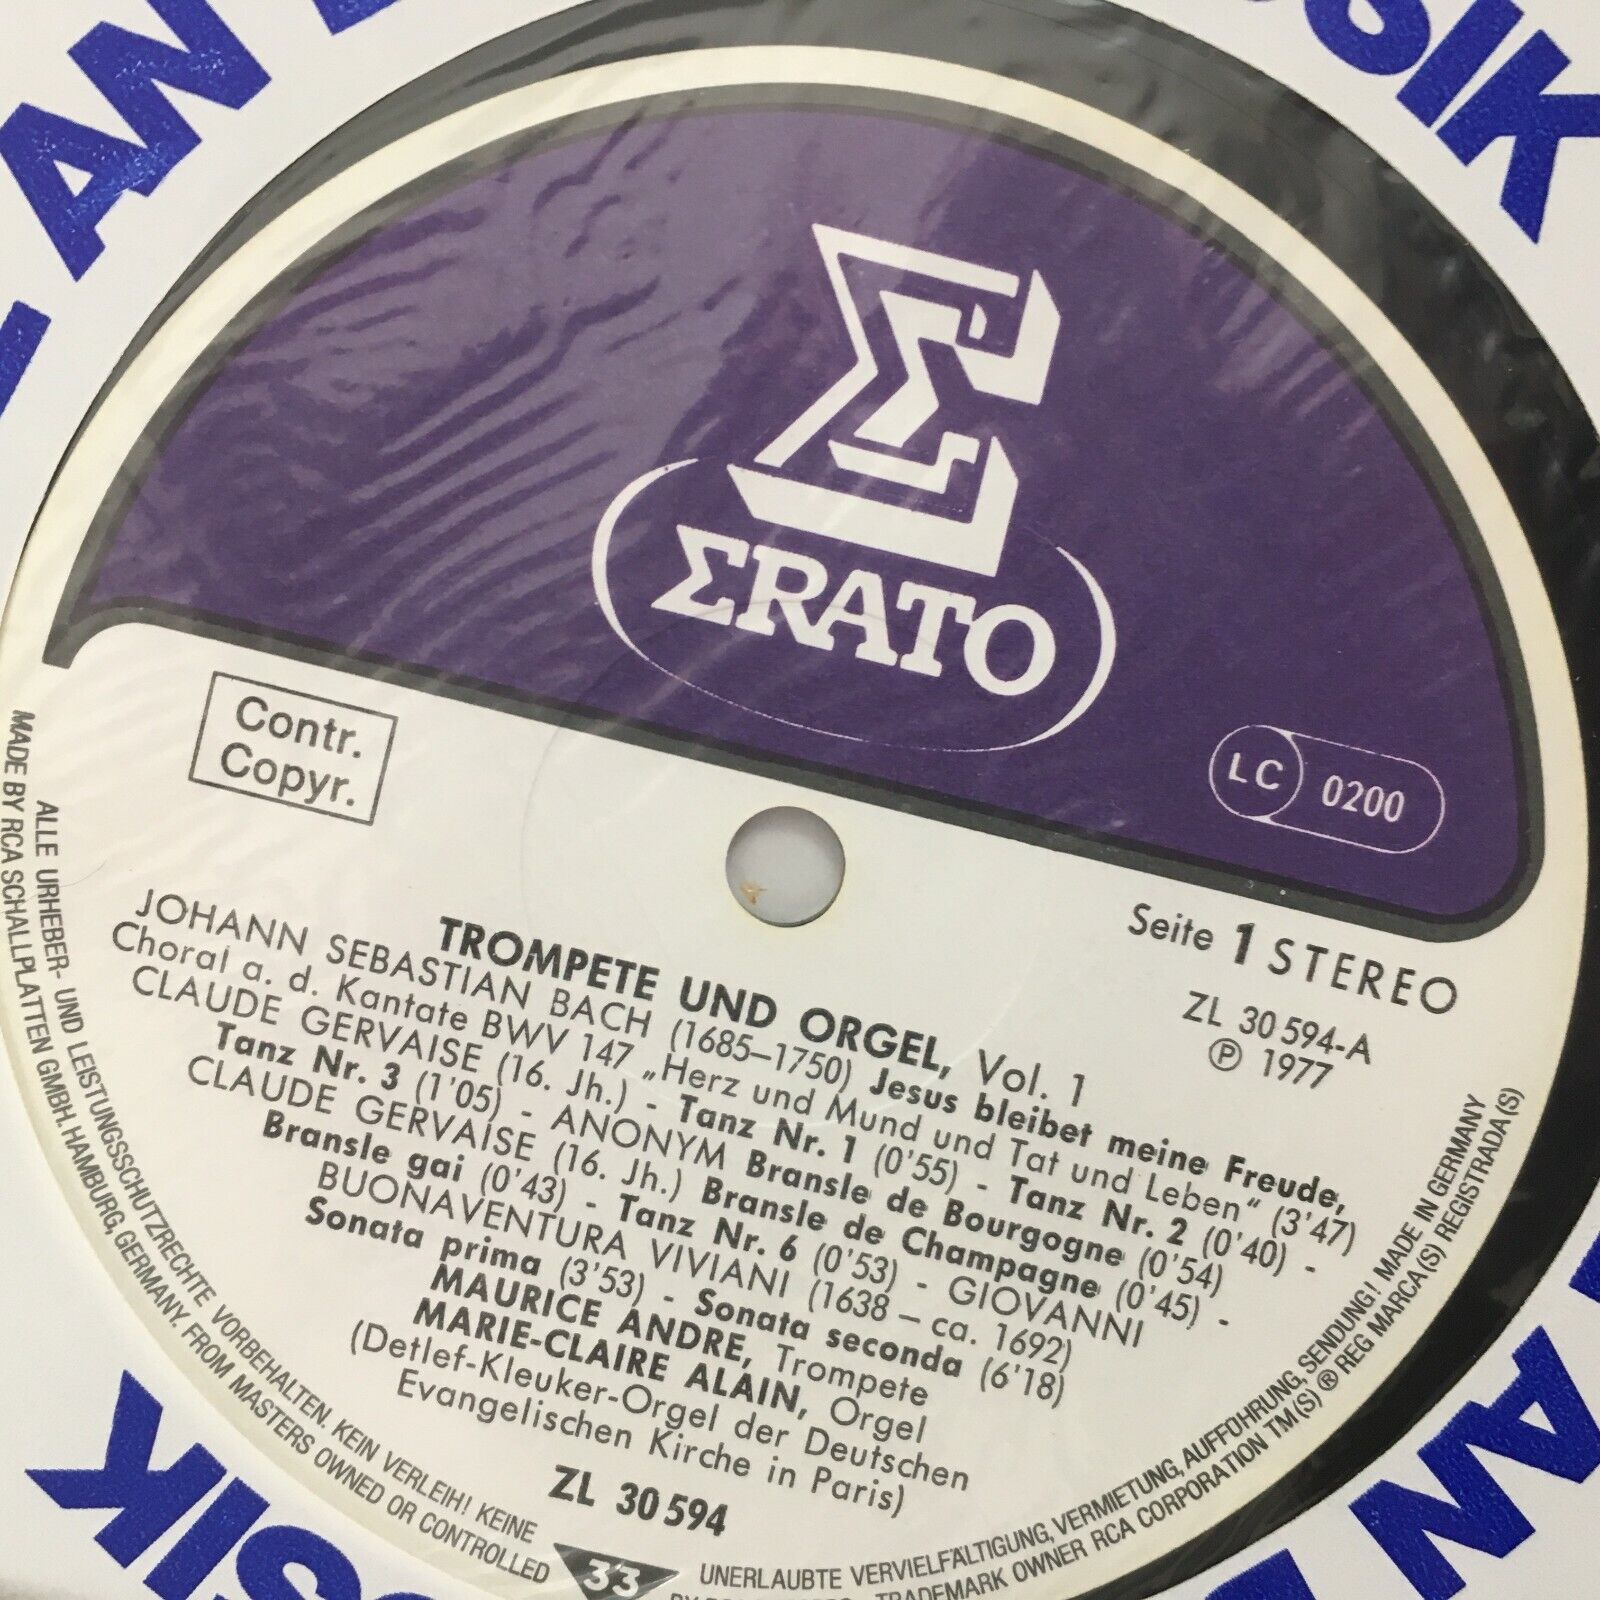 ΣRATO
LC 0200
Contr.
Copyr.
Seite 1 STEREO
ZL 30 594-A
℗ 1977
TROMPETE UND ORGEL, Vol. 1
JOHANN SEBASTIAN BACH (1685–1750) Jesus bleibet meine Freude,
Choral a. d. Kantate BWV 147 „Herz und Mund und Tat und Leben“ (3'47)
CLAUDE GERVAISE (16. Jh.) - Tanz Nr. 1 (0'55) - Tanz Nr. 2 (0'40) -
Tanz Nr. 3 (1'05) - ANONYM Bransle de Bourgogne (0'54)
CLAUDE GERVAISE (16. Jh.) Bransle de Champagne (0'45) -
Bransle gai (0'43) - Tanz Nr. 6 (0'53) - GIOVANNI
BUONAVENTURA VIVIANI (1638 – ca. 1692)
Sonata prima (3'53) - Sonata seconda (6'18)
MAURICE ANDRE, Trompete
MARIE-CLAIRE ALAIN, Orgel
(Detlef-Kleuker-Orgel der Deutschen
Evangelischen Kirche in Paris)
ZL 30 594
33
ALLE URHEBER- UND LEISTUNGSSCHUTZRECHTE VORBEHALTEN. KEIN VERLEIH! KEINE UNERLAUBTE VERVIELFÄLTIGUNG, VERMIETUNG, AUFFÜHRUNG, SENDUNG! MADE IN GERMANY
MADE BY RCA SCHALLPLATTEN GMBH. HAMBURG, GERMANY. FROM MASTERS OWNED OR CONTROLLED
TRADEMARK OWNER RCA CORPORATION TM(S) ® REG MARCA(S) REGISTRADA(S)